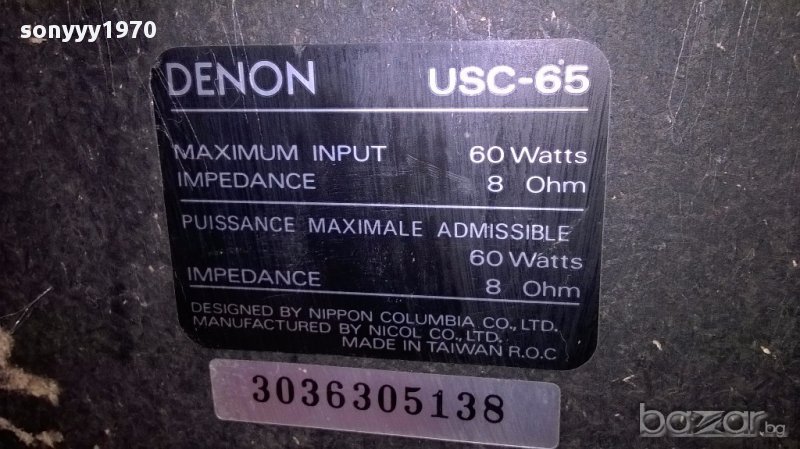 sonyyy1970
DENON USC-65
MAXIMUM INPUT 60 Watts
IMPEDANCE 8 Ohm
PUISSANCE MAXIMALE ADMISSIBLE
60 Watts
IMPEDANCE 8 Ohm
DESIGNED BY NIPPON COLUMBIA CO., LTD.
MANUFACTURED BY NICOL CO., LTD.
MADE IN TAIWAN R.O.C
3036305138
bazar.bg